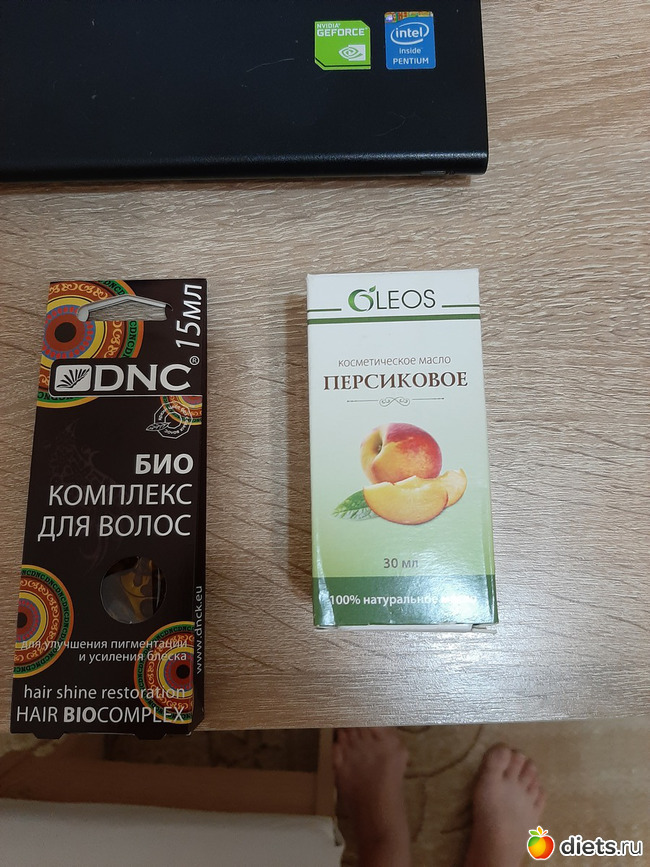 NVIDIA
GEFORCE
intel
inside
PENTIUM
15МЛ
DNC®
БИО
КОМПЛЕКС
ДЛЯ ВОЛОС
для улучшения пигментации
и усиления блеска
www.dnck.eu
hair shine restoration
HAIR BIOCOMPLEX
OLEOS
косметическое масло
ПЕРСИКОВОЕ
30 мл
100% натуральное
diets.ru